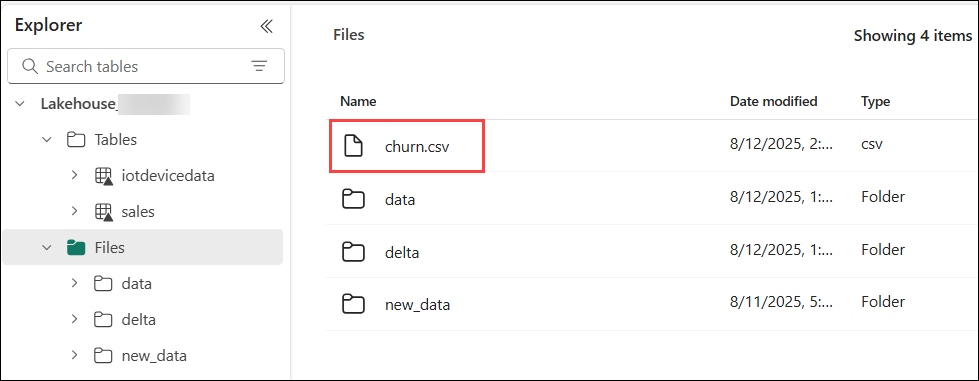 Explorer
Search tables
Lakehouse_
Tables
iotdevicedata
sales
Files
data
delta
new_data
Files
Showing 4 items
Name Date modified Type
churn.csv 8/12/2025, 2:... csv
data 8/12/2025, 1:... Folder
delta 8/12/2025, 1:... Folder
new_data 8/11/2025, 5:... Folder